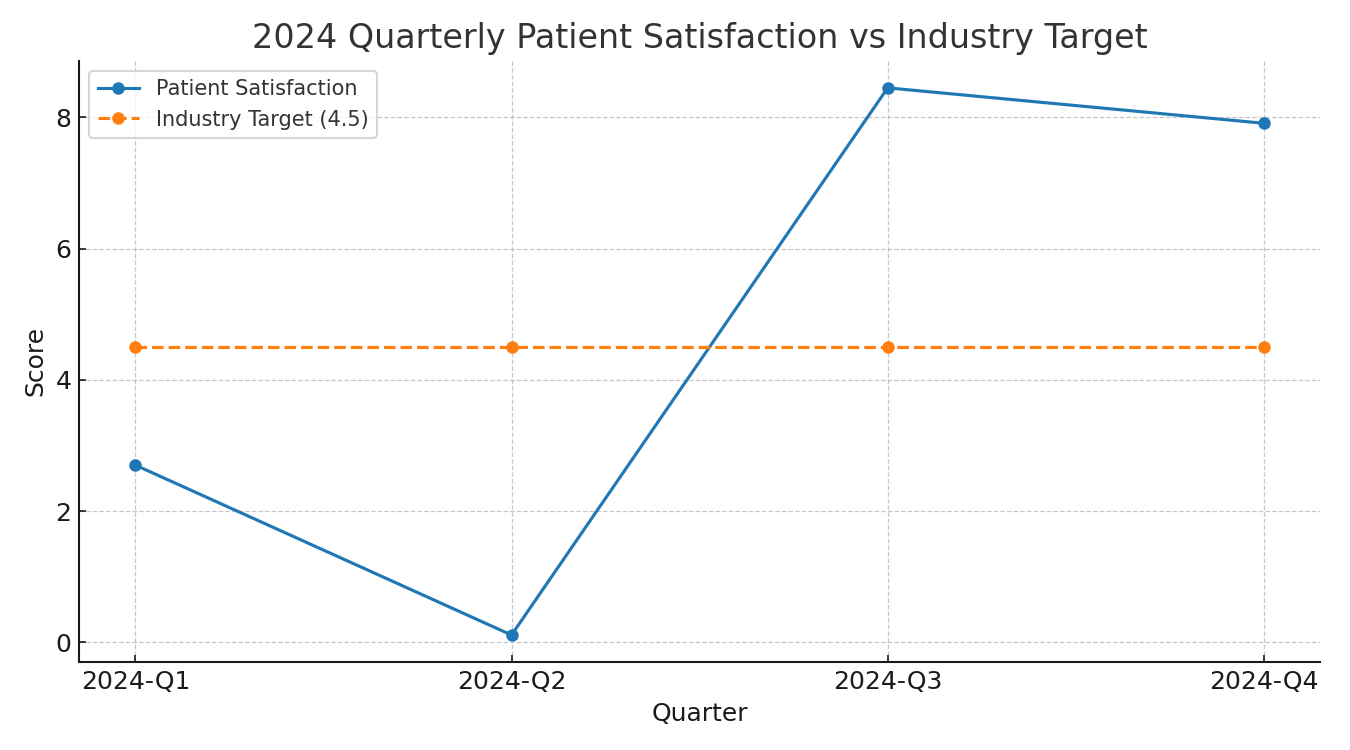 2024 Quarterly Patient Satisfaction vs Industry Target
Patient Satisfaction
Industry Target (4.5)
8
6
4
2
0
Score
2024-Q1 2024-Q2 2024-Q3 2024-Q4
Quarter